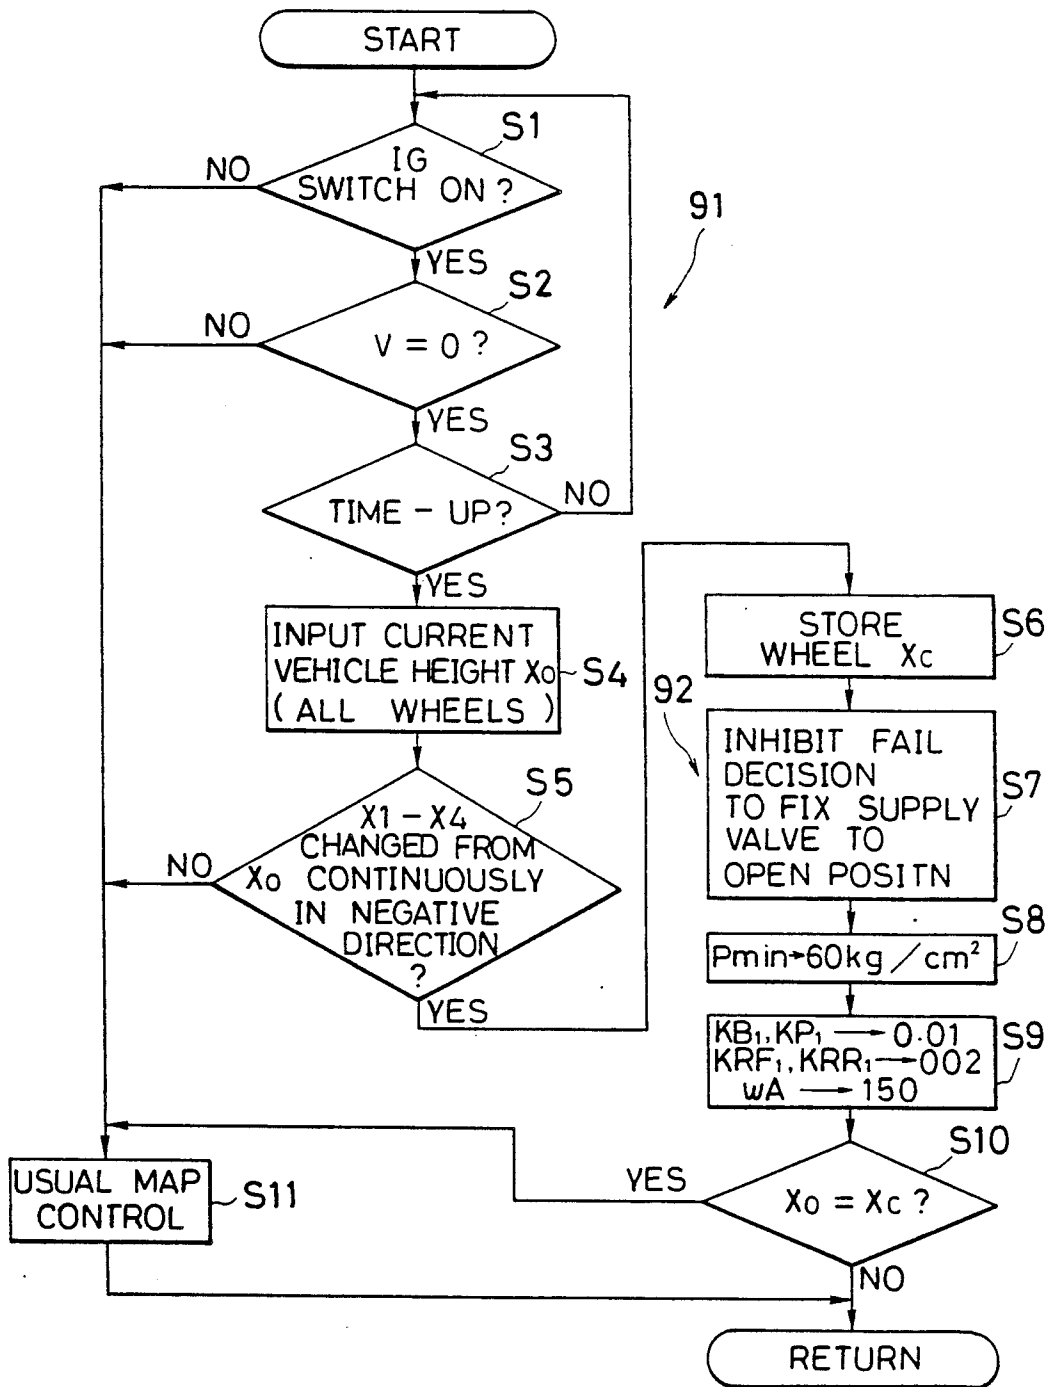 START
S1
IG
SWITCH ON ?
NO
YES
91
S2
V = 0 ?
NO
YES
S3
TIME - UP?
NO
YES
INPUT CURRENT
VEHICLE HEIGHT X0
( ALL WHEELS )
S4
S5
X1 - X4
CHANGED FROM
X0 CONTINUOUSLY
IN NEGATIVE
DIRECTION
?
NO
YES
STORE
WHEEL Xc
S6
92
INHIBIT FAIL
DECISION
TO FIX SUPPLY
VALVE TO
OPEN POSITN
S7
Pmin→60kg/cm²
S8
KB1, KP1 → 0.01
KRF1, KRR1 → 002
wA → 150
S9
S10
X0 = Xc ?
YES
NO
USUAL MAP
CONTROL
S11
RETURN